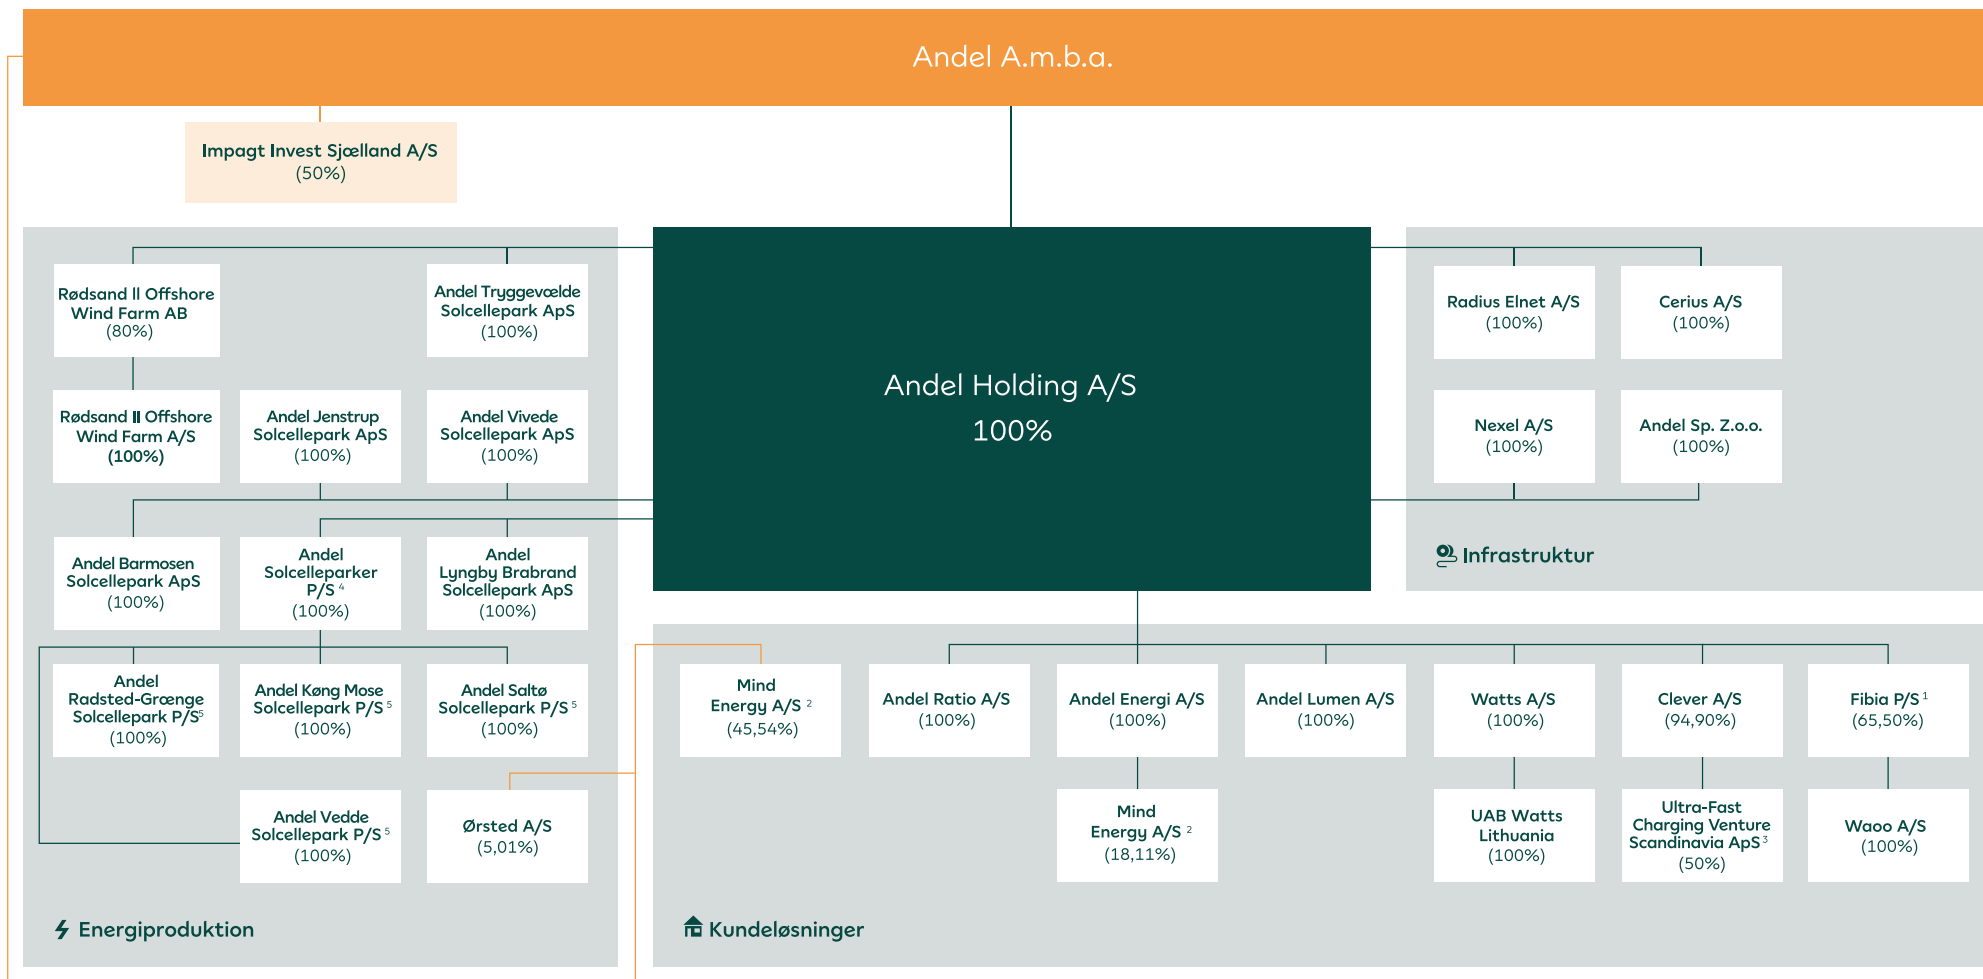 Andel A.m.b.a.
Impagt Invest Sjælland A/S
(50%)
Rødsand II Offshore
Wind Farm AB
(80%)
Andel Tryggevælde
Solcellepark ApS
(100%)
Rødsand II Offshore
Wind Farm A/S
(100%)
Andel Jenstrup
Solcellepark ApS
(100%)
Andel Vivede
Solcellepark ApS
(100%)
Andel Barmosen
Solcellepark ApS
(100%)
Andel
Solcelleparker
P/S 4
(100%)
Andel
Lyngby Brabrand
Solcellepark ApS
(100%)
Andel
Radsted-Grænge
Solcellepark P/S5
(100%)
Andel Køng Mose
Solcellepark P/S 5
(100%)
Andel Saltø
Solcellepark P/S 5
(100%)
Andel Vedde
Solcellepark P/S 5
(100%)
Ørsted A/S
(5,01%)
Energiproduktion
Andel Holding A/S
100%
Radius Elnet A/S
(100%)
Cerius A/S
(100%)
Nexel A/S
(100%)
Andel Sp. Z.o.o.
(100%)
Infrastruktur
Mind
Energy A/S 2
(45,54%)
Andel Ratio A/S
(100%)
Andel Energi A/S
(100%)
Andel Lumen A/S
(100%)
Watts A/S
(100%)
Clever A/S
(94,90%)
Fibia P/S 1
(65,50%)
Mind
Energy A/S 2
(18,11%)
UAB Watts
Lithuania
(100%)
Ultra-Fast
Charging Venture
Scandinavia ApS 3
(50%)
Waoo A/S
(100%)
Kundeløsninger